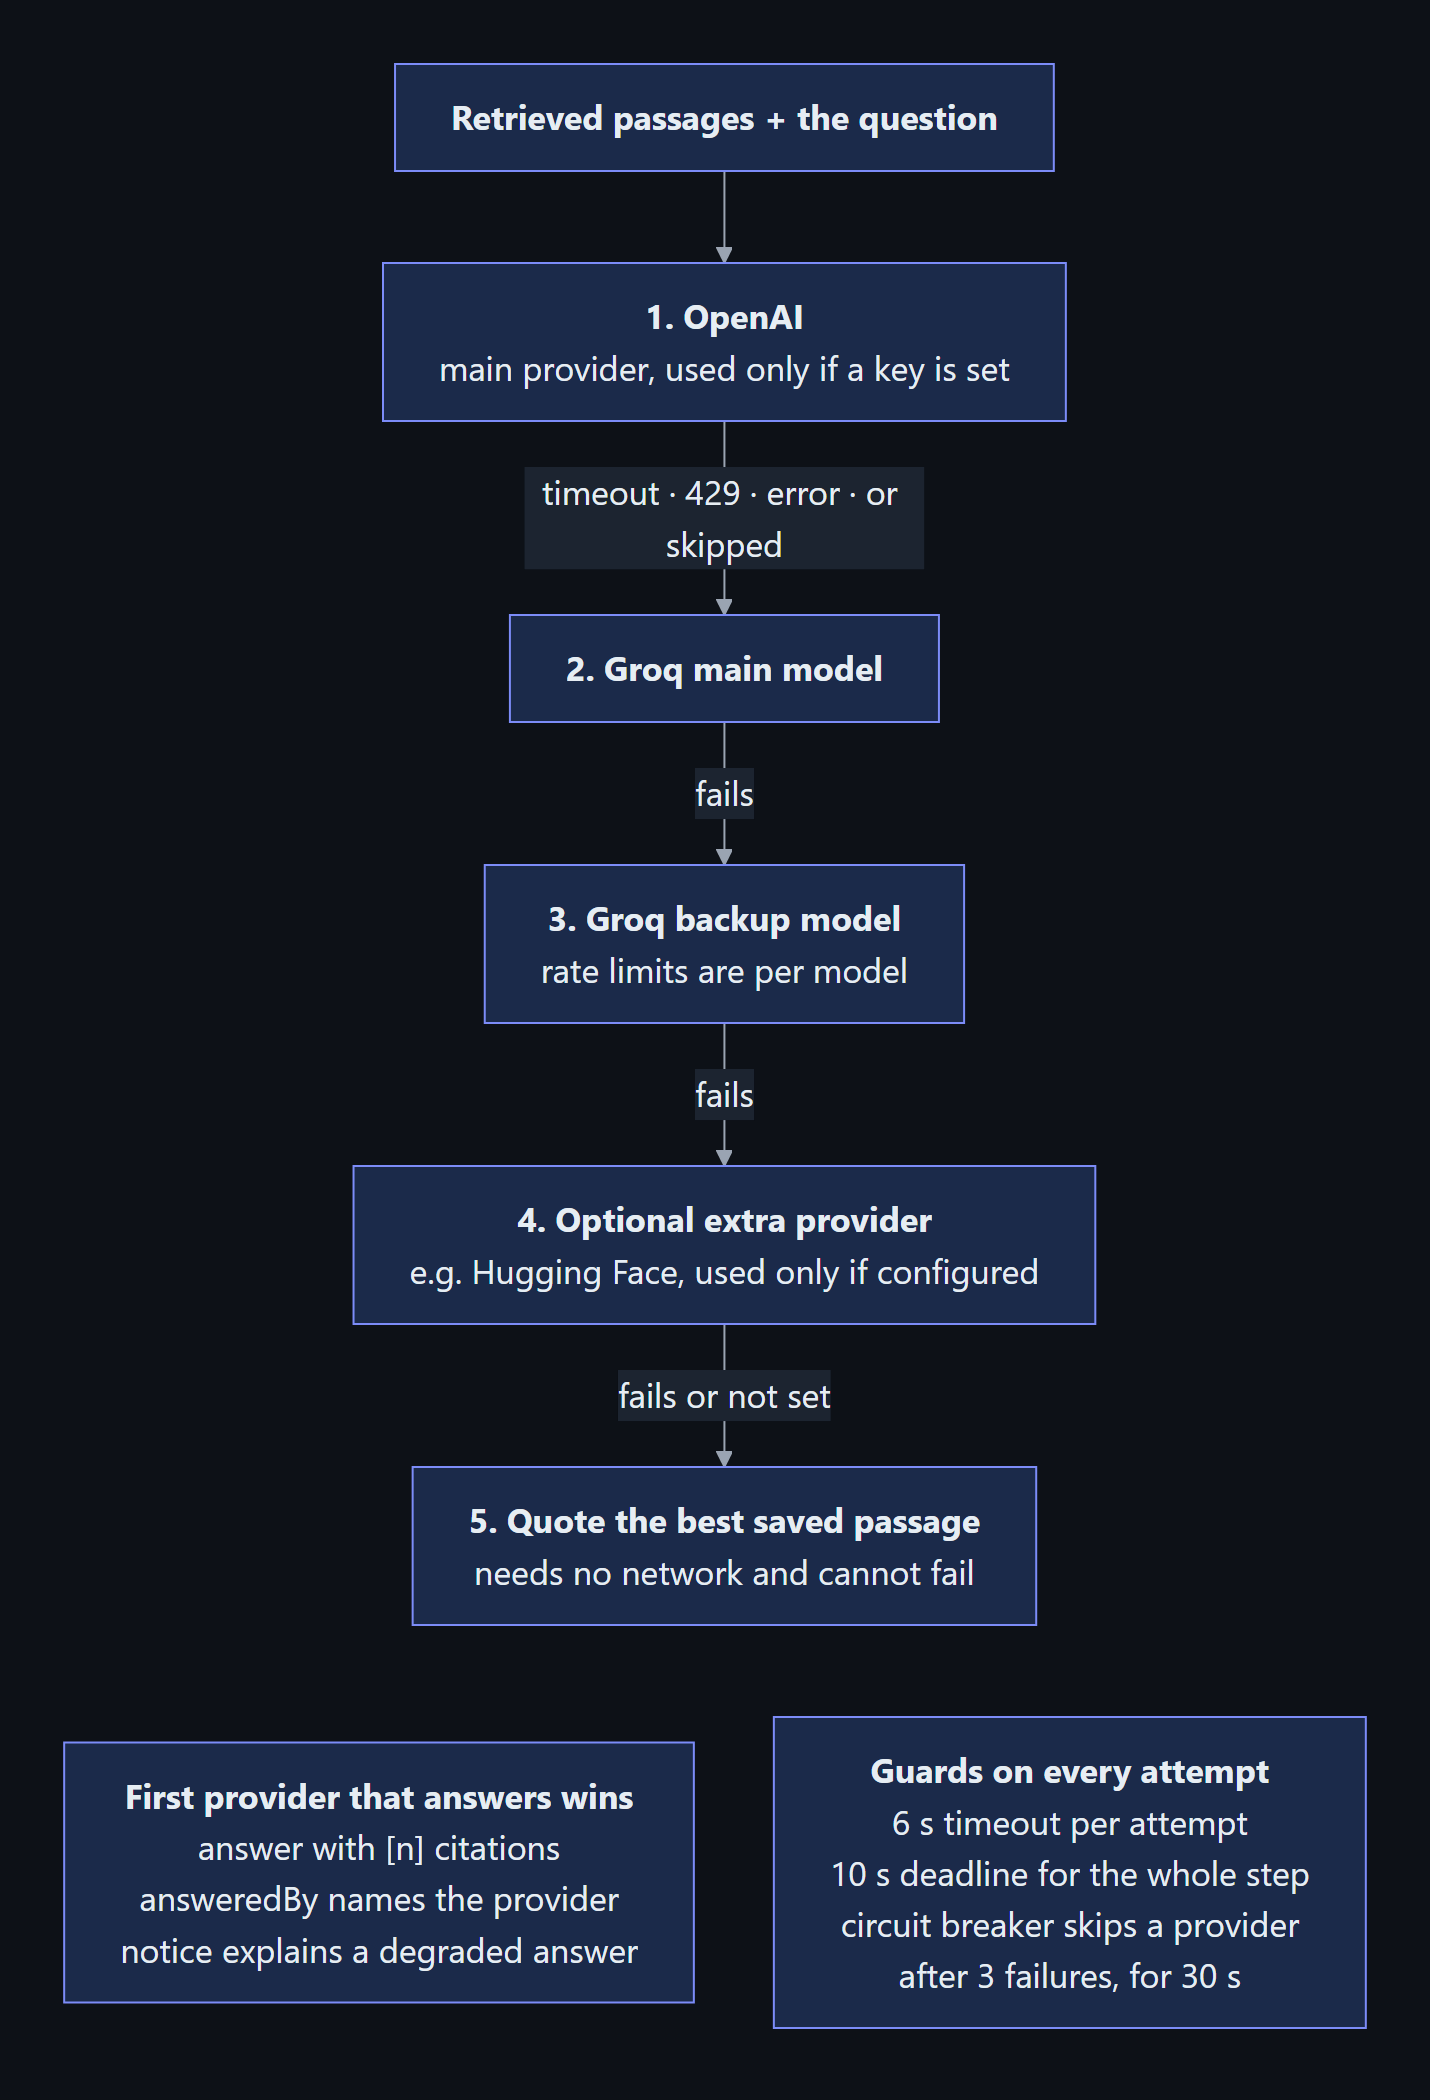 Retrieved passages + the question
1. OpenAI
main provider, used only if a key is set
timeout · 429 · error · or
skipped
2. Groq main model
fails
3. Groq backup model
rate limits are per model
fails
4. Optional extra provider
e.g. Hugging Face, used only if configured
fails or not set
5. Quote the best saved passage
needs no network and cannot fail
First provider that answers wins
answer with [n] citations
answeredBy names the provider
notice explains a degraded answer
Guards on every attempt
6 s timeout per attempt
10 s deadline for the whole step
circuit breaker skips a provider
after 3 failures, for 30 s